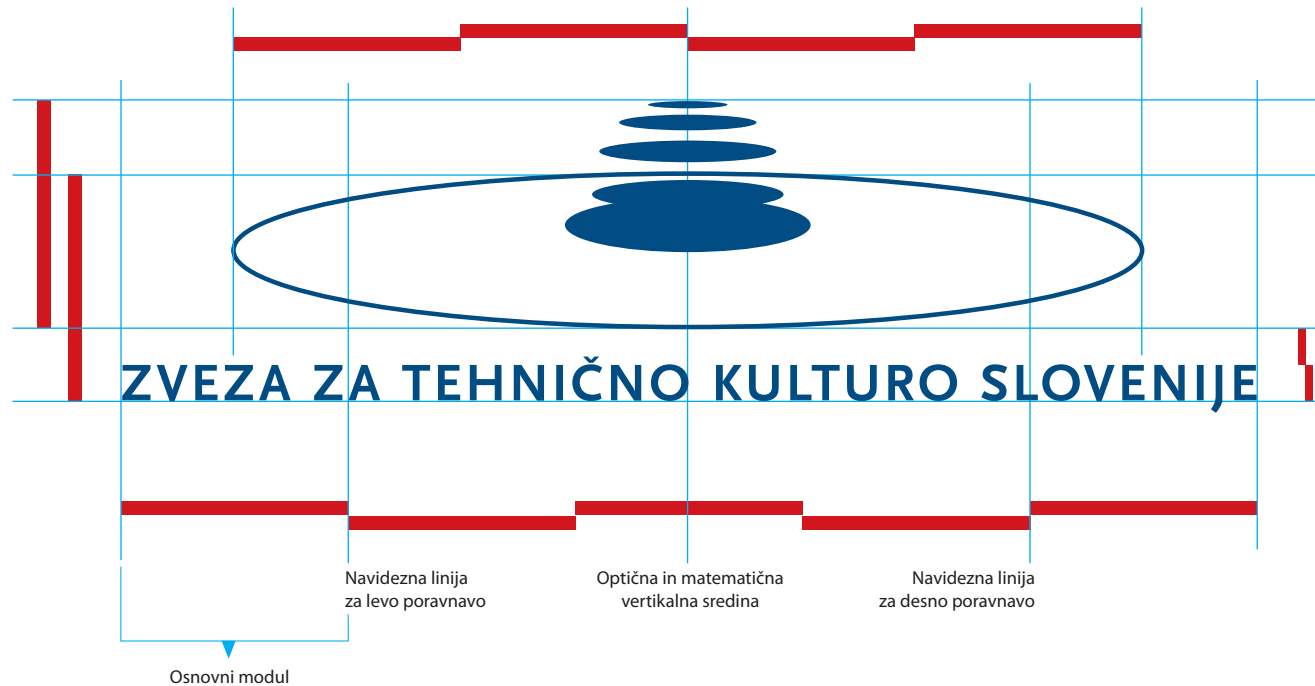 ZVEZA ZA TEHNIČNO KULTURO SLOVENIJE
Navidezna linija
za levo poravnavo
Optična in matematična
vertikalna sredina
Navidezna linija
za desno poravnavo
Osnovni modul